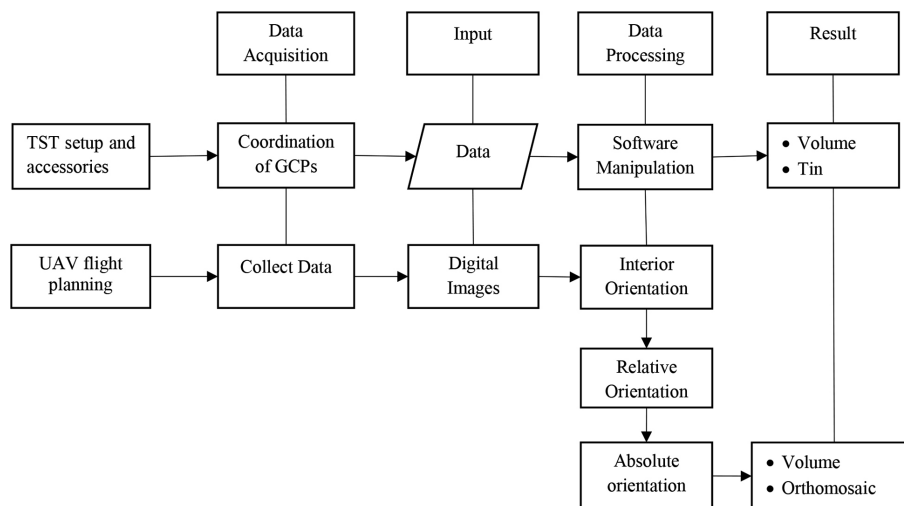 Data
Acquisition
Input
Data
Processing
Result
TST setup and
accessories
Coordination
of GCPs
Data
Software
Manipulation
• Volume
• Tin
UAV flight
planning
Collect Data
Digital
Images
Interior
Orientation
Relative
Orientation
Absolute
orientation
• Volume
• Orthomosaic